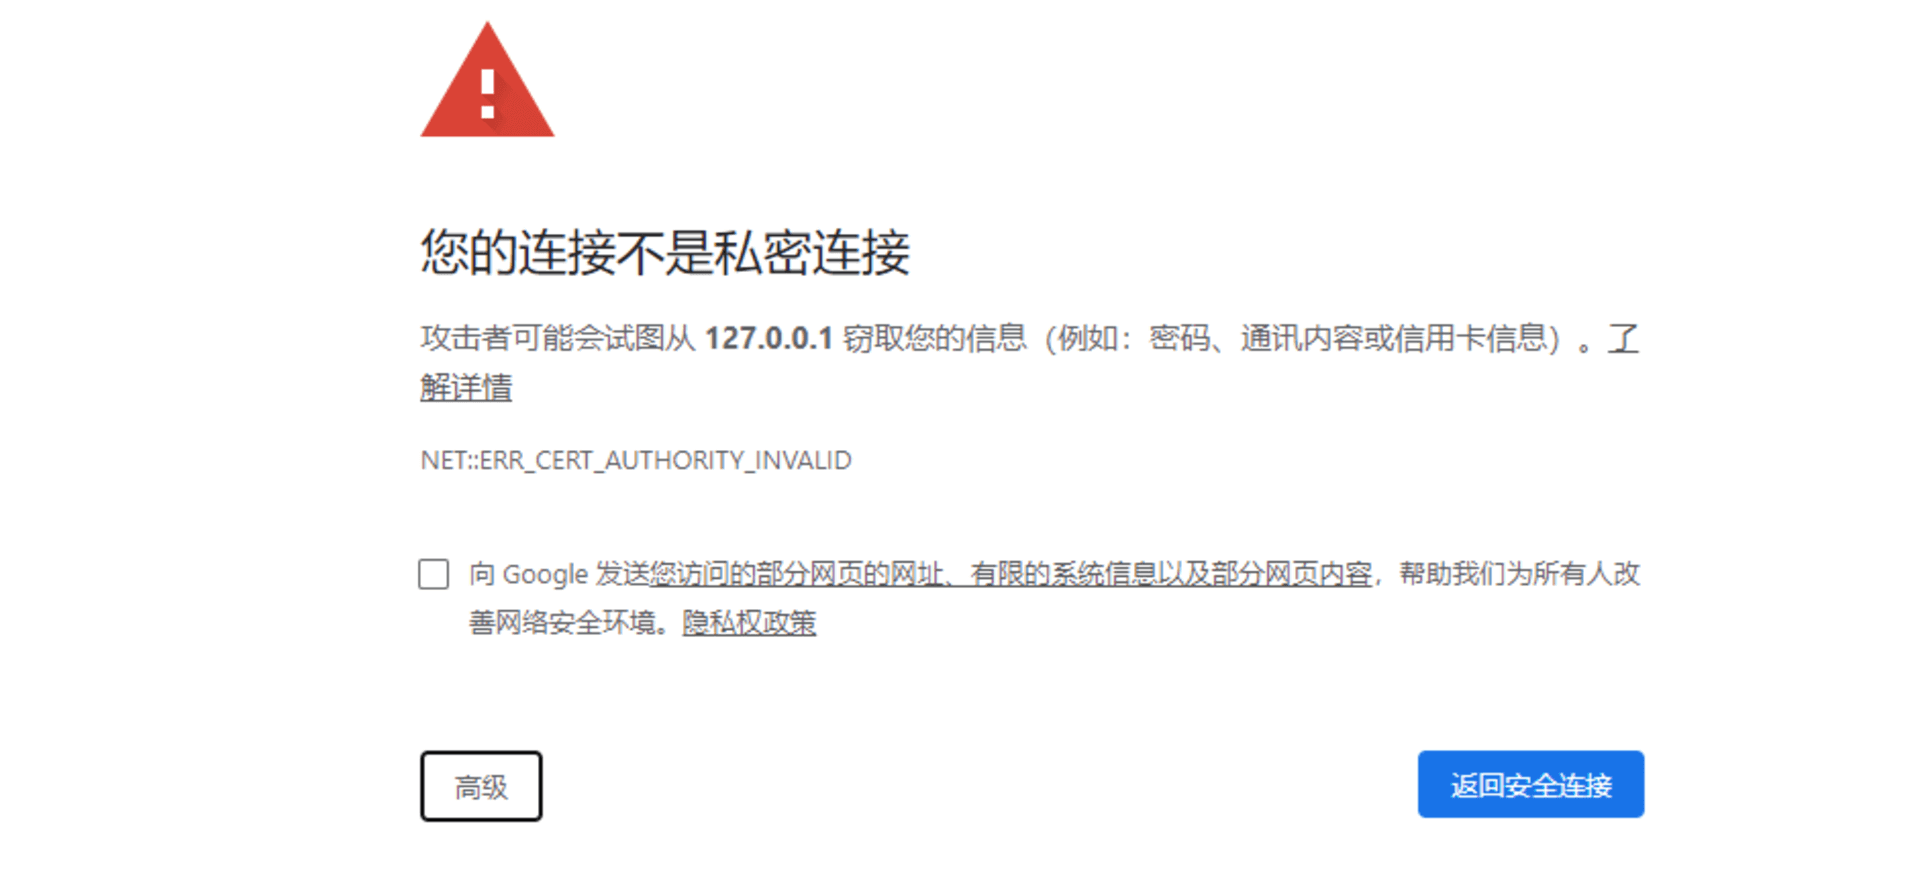 您的连接不是私密连接
攻击者可能会试图从 127.0.0.1 窃取您的信息（例如：密码、通讯内容或信用卡信息）。了
解详情
NET::ERR_CERT_AUTHORITY_INVALID
向 Google 发送您访问的部分网页的网址、有限的系统信息以及部分网页内容，帮助我们为所有人改
善网络安全环境。隐私权政策
高级
返回安全连接